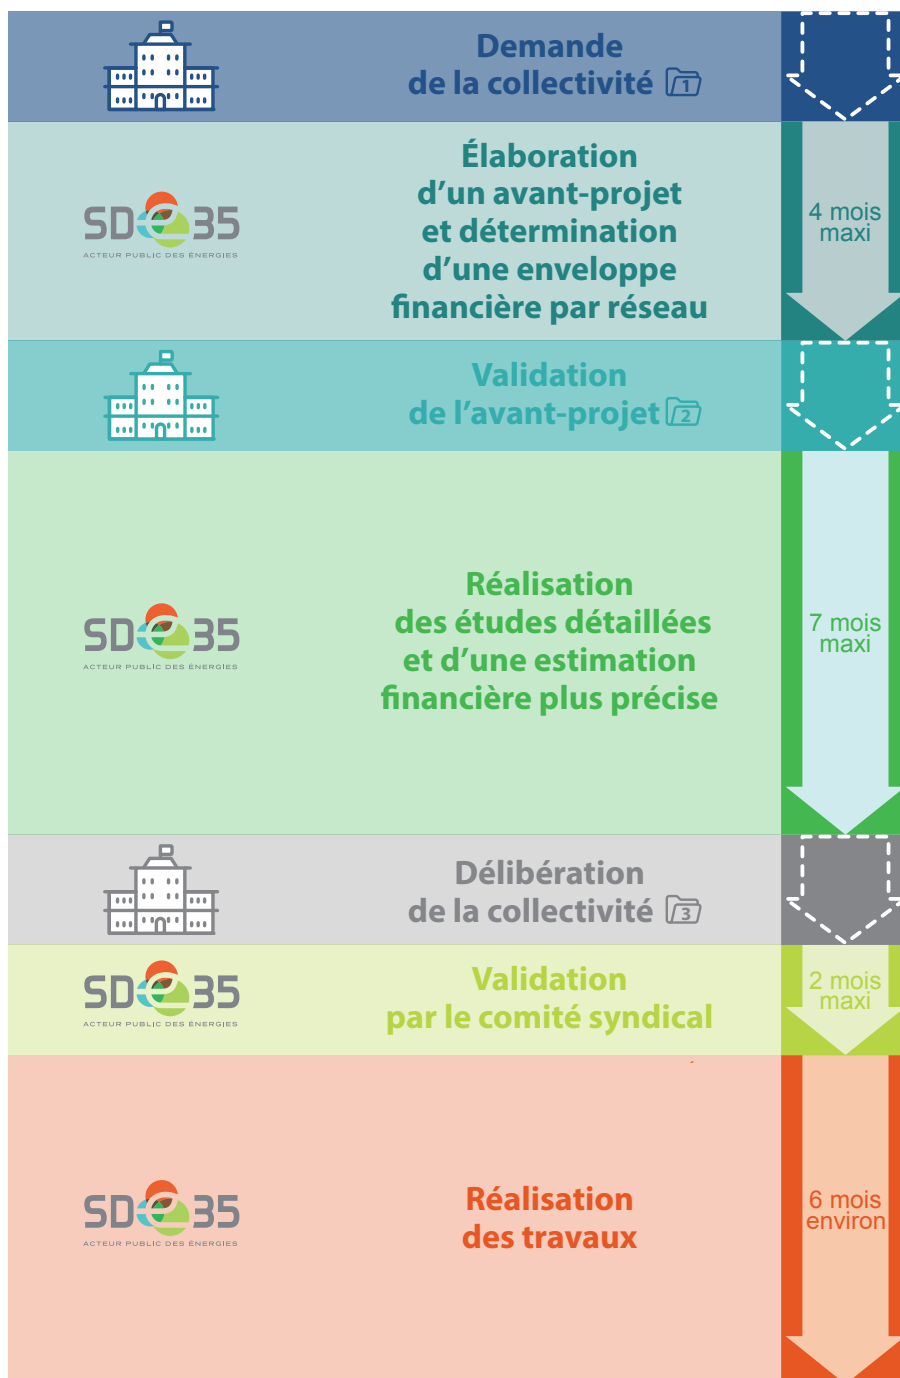 Demande
de la collectivité 1
SDe35
ACTEUR PUBLIC DES ÉNERGIES
Élaboration
d'un avant-projet
et détermination
d'une enveloppe
financière par réseau
4 mois
maxi
Validation
de l'avant-projet 2
SDe35
ACTEUR PUBLIC DES ÉNERGIES
Réalisation
des études détaillées
et d'une estimation
financière plus précise
7 mois
maxi
Délibération
de la collectivité 3
SDe35
ACTEUR PUBLIC DES ÉNERGIES
Validation
par le comité syndical
2 mois
maxi
SDe35
ACTEUR PUBLIC DES ÉNERGIES
Réalisation
des travaux
6 mois
environ